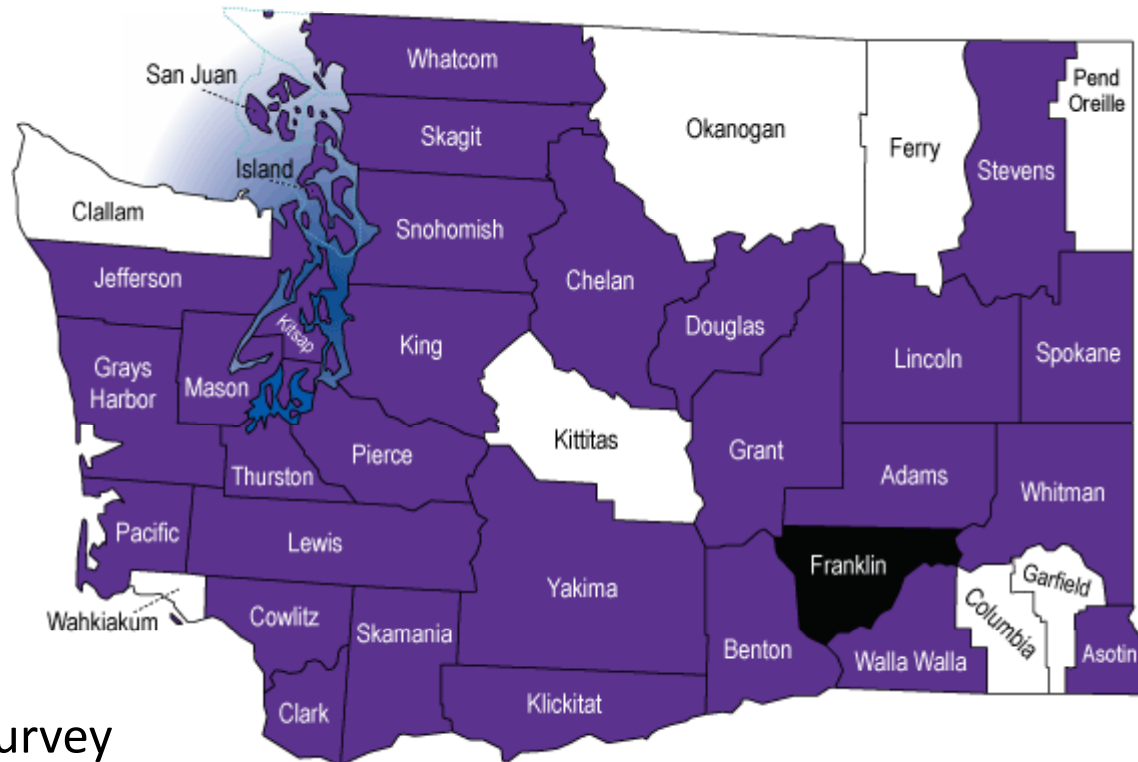 Whatcom
San Juan
Skagit
Okanogan
Ferry
Pend
Oreille
Stevens
Island
Clallam
Snohomish
Jefferson
Chelan
Douglas
Kitsap
King
Lincoln
Spokane
Grays
Harbor
Mason
Kittitas
Grant
Pierce
Thurston
Adams
Whitman
Pacific
Lewis
Franklin
Garfield
Yakima
Wahkiakum
Cowlitz
Skamania
Columbia
Benton
Walla Walla
Asotin
Klickitat
Clark
urvey